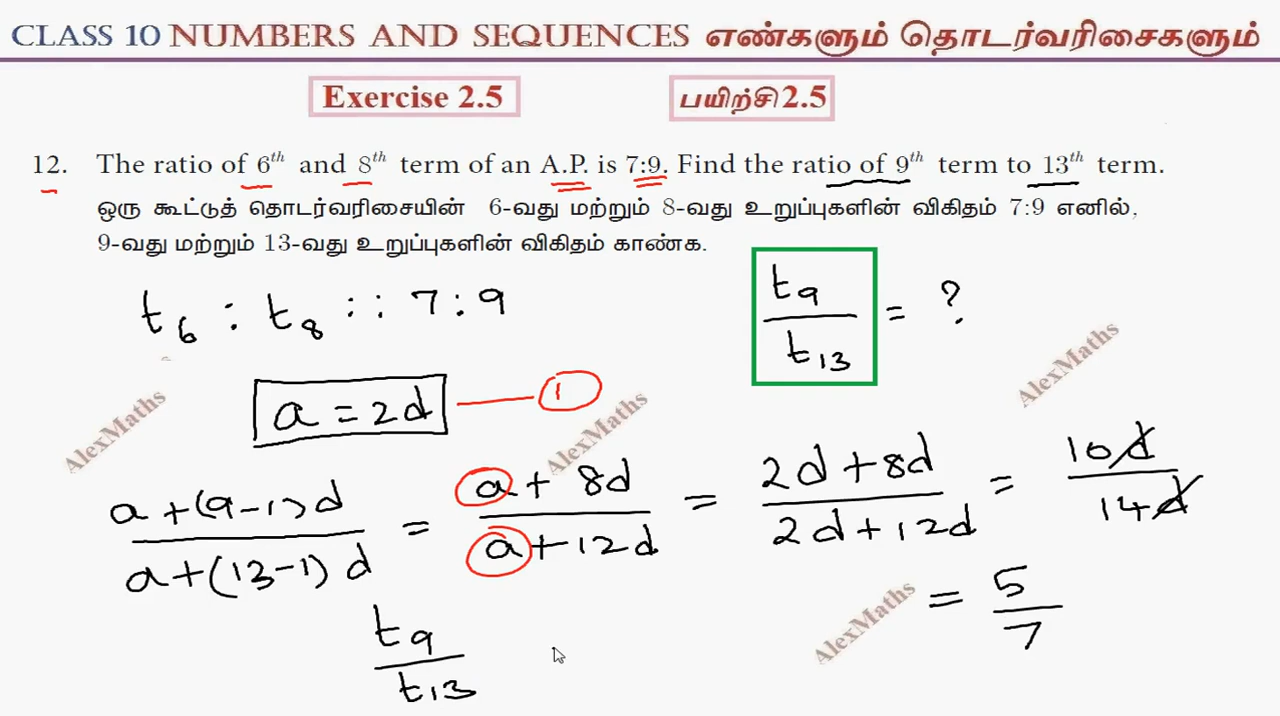 CLASS 10 NUMBERS AND SEQUENCES எண்களும் தொடர்வரிசைகளும்
Exercise 2.5 பயிற்சி 2.5
12. The ratio of 6th and 8th term of an A.P. is 7:9. Find the ratio of 9th term to 13th term.
ஒரு கூட்டுத் தொடர்வரிசையின் 6-வது மற்றும் 8-வது உறுப்புகளின் விகிதம் 7:9 எனில்,
9-வது மற்றும் 13-வது உறுப்புகளின் விகிதம் காண்க.
t6 : t8 :: 7 : 9
t9/t13 = ?
a = 2d — 1
AlexMaths AlexMaths AlexMaths
a+(9-1)d / a+(13-1)d = a+8d / a+12d = 2d+8d / 2d+12d = 10d / 14d
= 5/7
AlexMaths
t9/t13